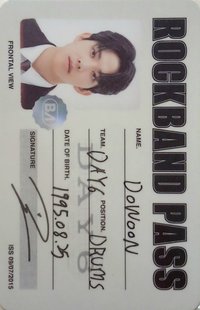 ROCKBAND PASS
NAME. DoWooN
TEAM. DAY6 POSITION. DRUMS
DATE OF BIRTH. 1995.08.25
DAY6
FRONTAL VIEW
SIGNATURE
ISS 09/07/2015